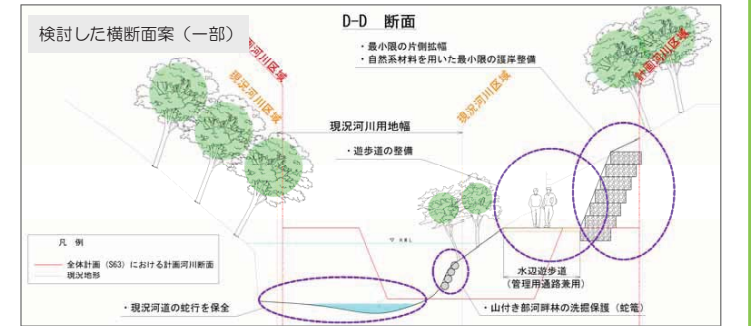 検討した横断面案（一部）
D-D 断面
・最小限の片側拡幅
・自然系材料を用いた最小限の護岸整備
画河川区域
現況河川区域
現況河川区域
計画河川区域
現況河川用地幅
・遊歩道の整備
凡 例
全体計画（S63）における計画河川断面
現況地形
水辺遊歩道
（管理用通路兼用）
・現況河道の蛇行を保全
・山付き部河畔林の洗掘保護（蛇篭）